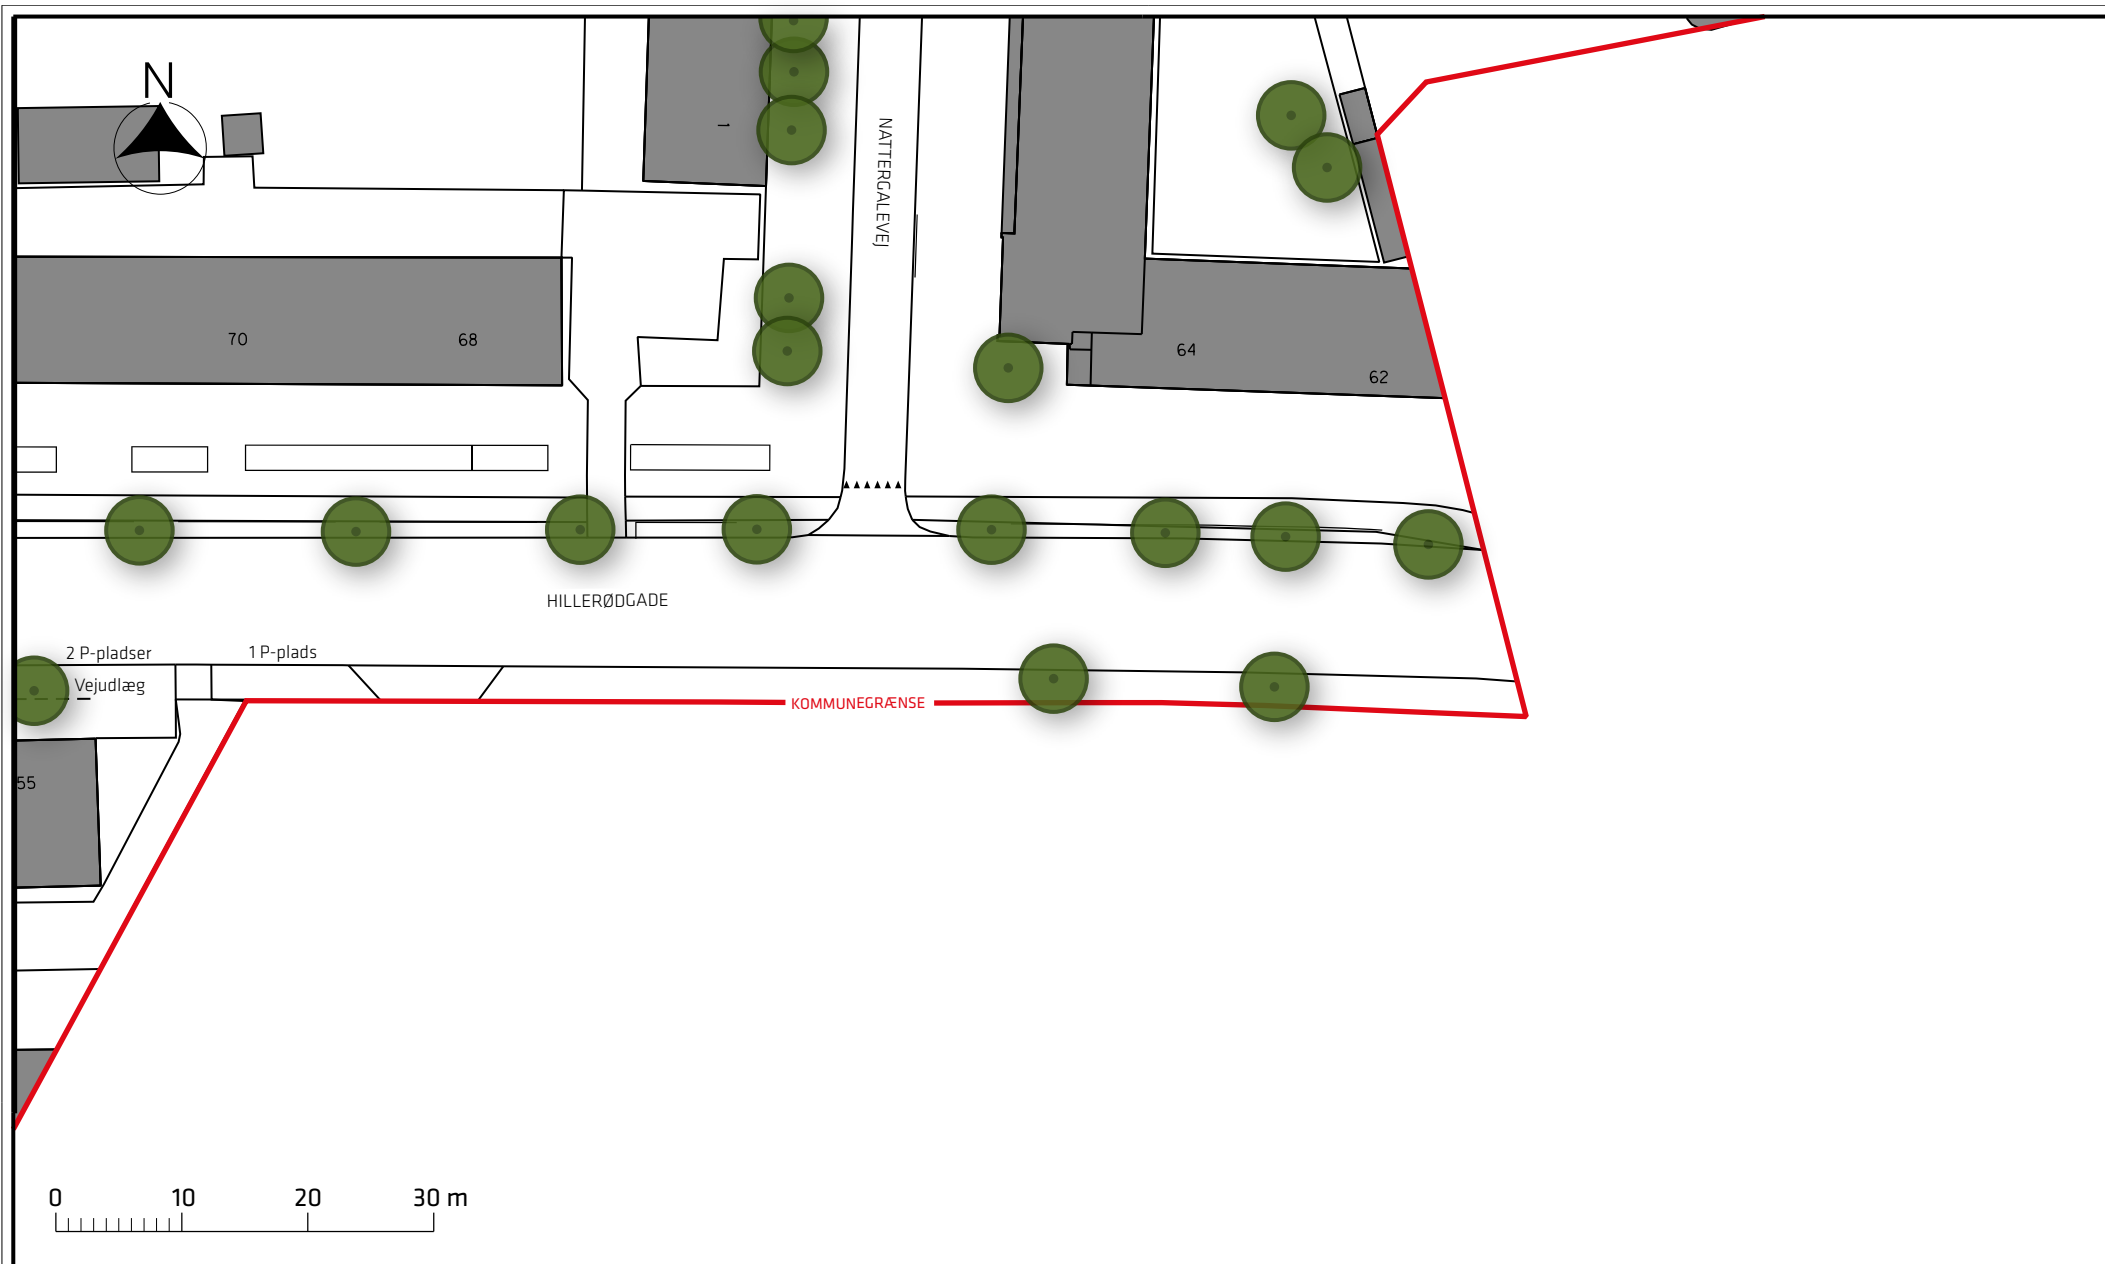 N
1
NATTERGALEVEJ
70
68
64
62
HILLERØDGADE
2 P-pladser
1 P-plads
Vejudlæg
KOMMUNEGRÆNSE
55
0 10 20 30 m